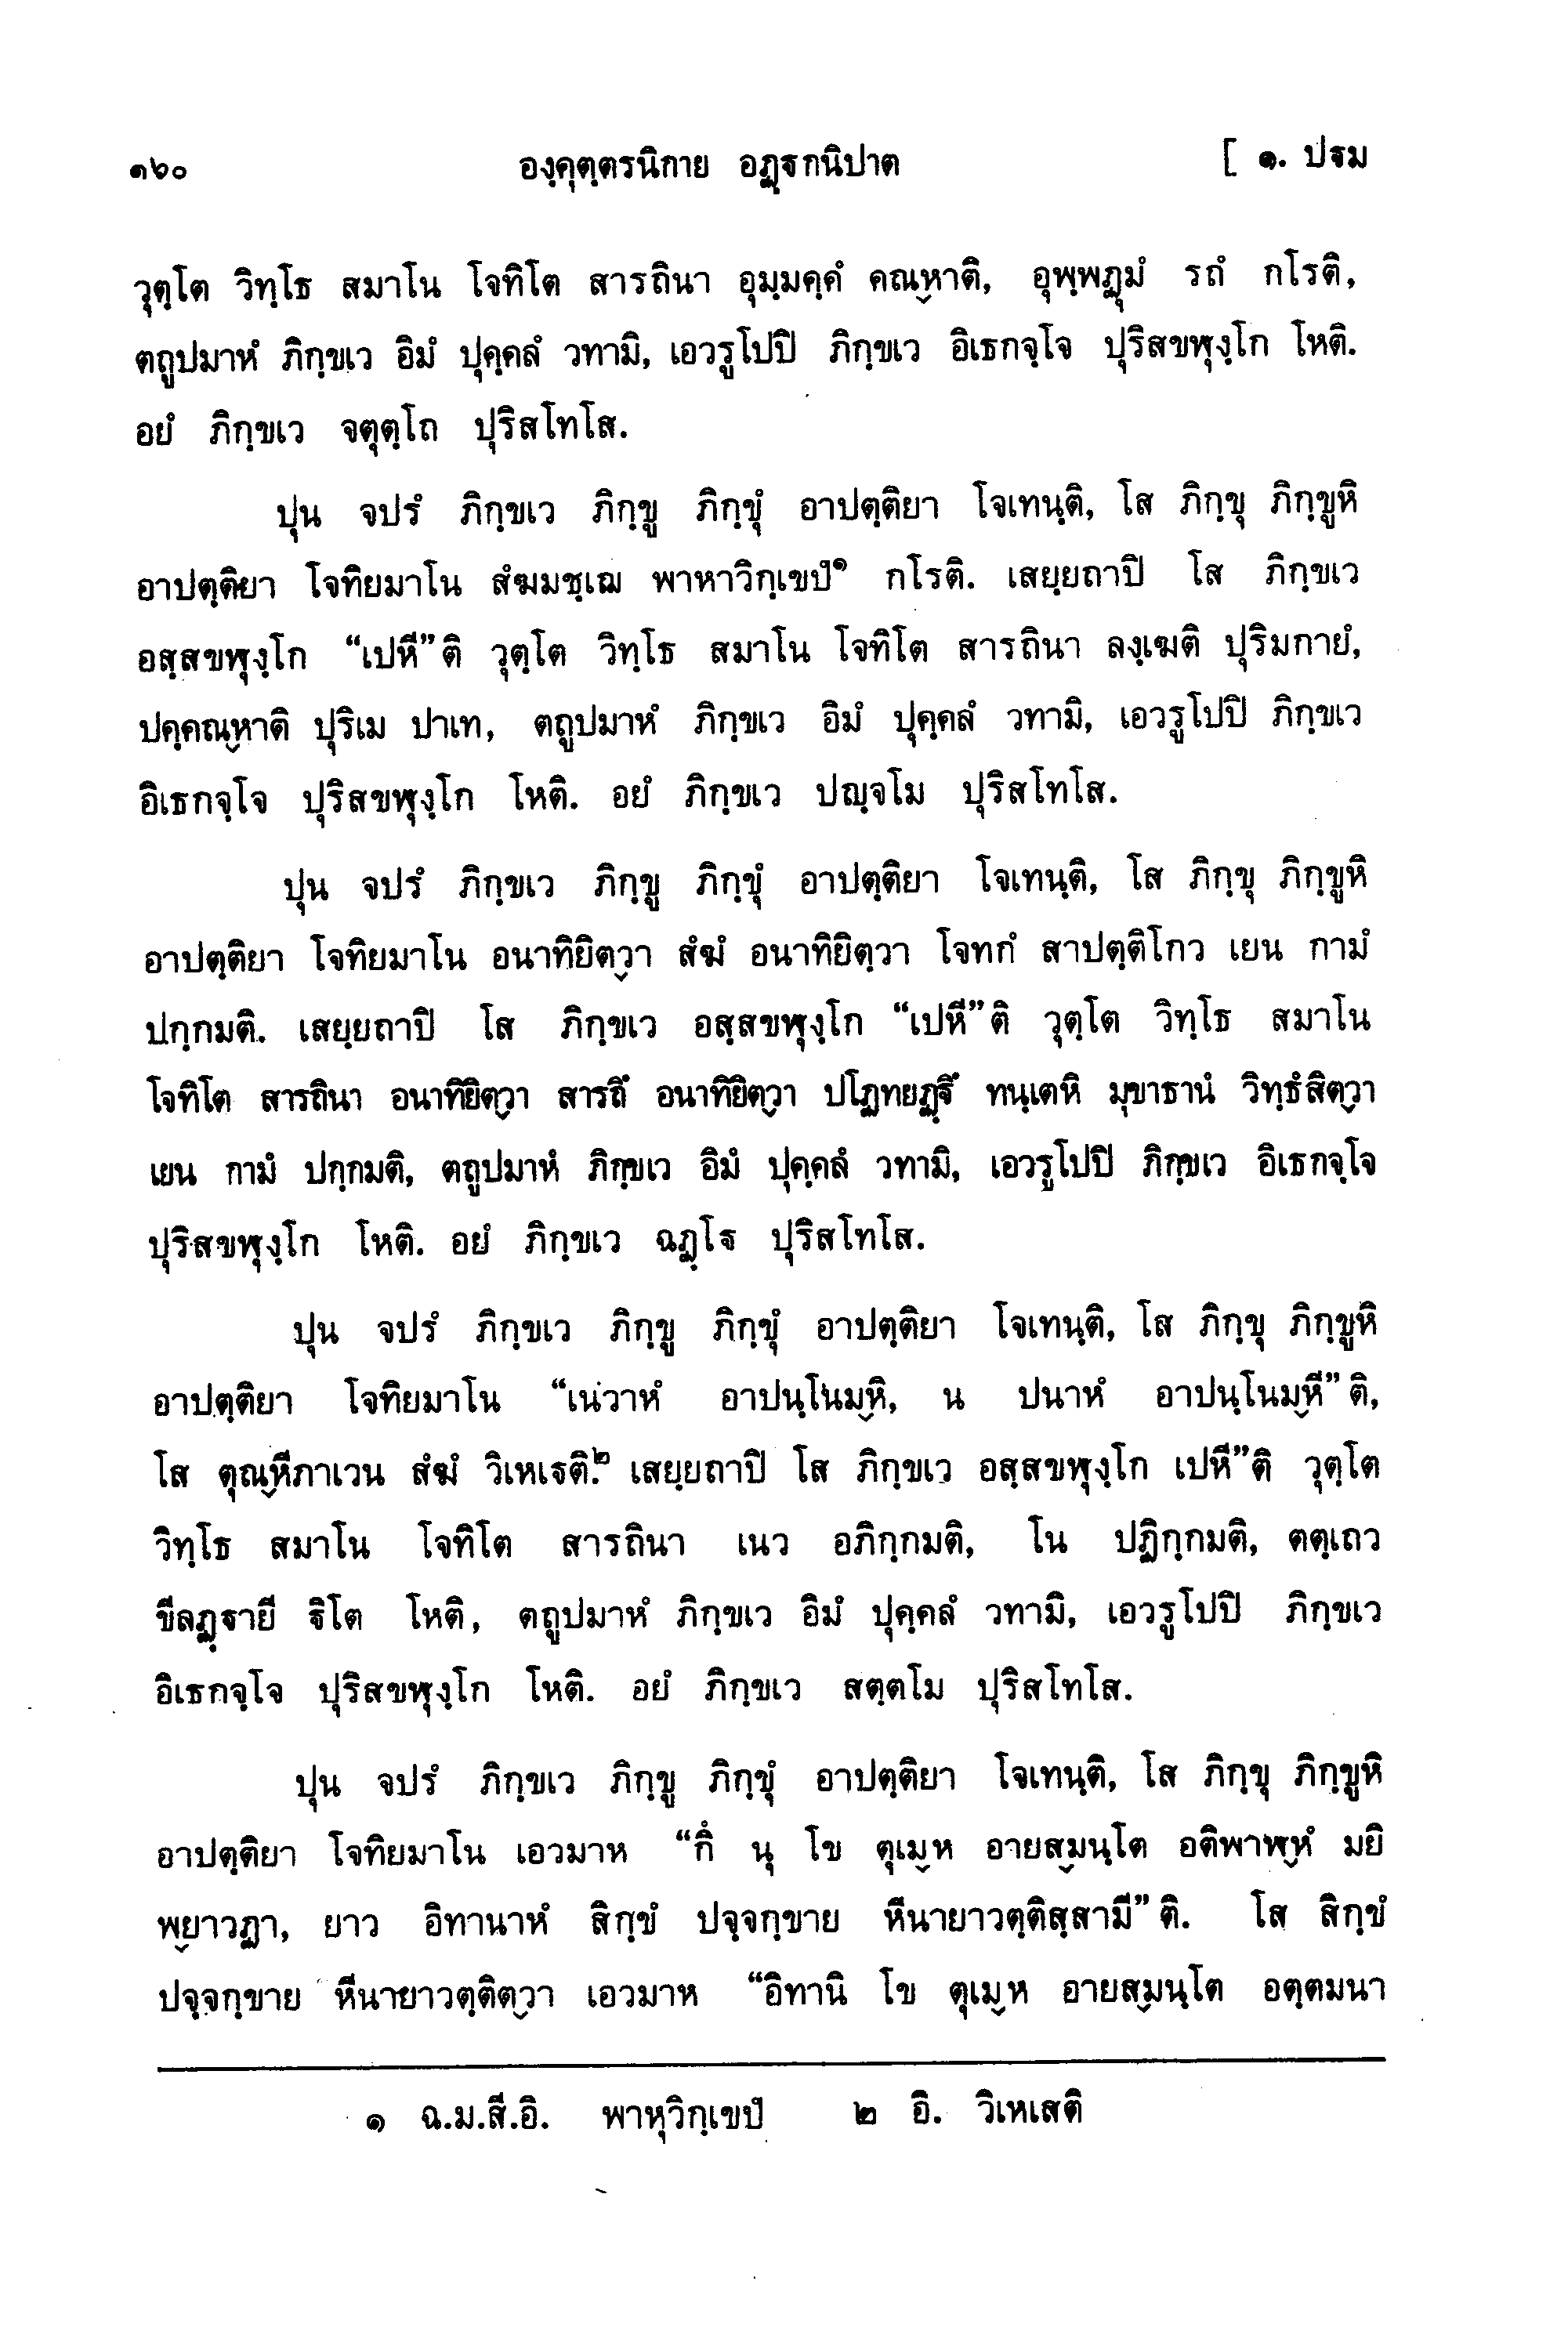 ๑๖๐ องฺคุตฺตรนิกาย อฏฺฐกนิปาต [ ๑. ปฐม
วุตฺโต วิทฺโธ สมาโน โจทิโต สารถินา อุมฺมคฺคํ คณฺหาติ, อุพฺพฏุมํ รถํ กโรติ,
ตถูปมาหํ ภิกฺขเว อิมํ ปุคฺคลํ วทามิ, เอวรูโปปิ ภิกฺขเว อิเธกจฺโจ ปุริสขฬุงฺโก โหติ.
อยํ ภิกฺขเว จตุตฺโถ ปุริสโทโส.
ปุน จปรํ ภิกฺขเว ภิกฺขู ภิกฺขุํ อาปตฺติยา โจเทนฺติ, โส ภิกฺขุ ภิกฺขูหิ
อาปตฺติยา โจทิยมาโน สํฆมชฺเฌ พาหาวิกฺเขปํ๑ กโรติ. เสยฺยถาปิ โส ภิกฺขเว
อสฺสขฬุงฺโก “เปหี”ติ วุตฺโต วิทฺโธ สมาโน โจทิโต สารถินา ลงฺเฆติ ปุริมกายํ,
ปคฺคณฺหาติ ปุริเม ปาเท, ตถูปมาหํ ภิกฺขเว อิมํ ปุคฺคลํ วทามิ, เอวรูโปปิ ภิกฺขเว
อิเธกจฺโจ ปุริสขฬุงฺโก โหติ. อยํ ภิกฺขเว ปญฺจโม ปุริสโทโส.
ปุน จปรํ ภิกฺขเว ภิกฺขู ภิกฺขุํ อาปตฺติยา โจเทนฺติ, โส ภิกฺขุ ภิกฺขูหิ
อาปตฺติยา โจทิยมาโน อนาทิยิตฺวา สํฆํ อนาทิยิตฺวา โจทกํ สาปตฺติโกว เยน กามํ
ปกฺกมติ. เสยฺยถาปิ โส ภิกฺขเว อสฺสขฬุงฺโก “เปหี”ติ วุตฺโต วิทฺโธ สมาโน
โจทิโต สารถินา อนาทิยิตฺวา สารถึ อนาทิยิตฺวา ปโฏทยฏฺฐึ ทนฺเตหิ มุขาธานํ วิทฺธํสิตฺวา
เยน กามํ ปกฺกมติ, ตถูปมาหํ ภิกฺขเว อิมํ ปุคฺคลํ วทามิ, เอวรูโปปิ ภิกฺขเว อิเธกจฺโจ
ปุริสขฬุงฺโก โหติ. อยํ ภิกฺขเว ฉฏฺโฐ ปุริสโทโส.
ปุน จปรํ ภิกฺขเว ภิกฺขู ภิกฺขุํ อาปตฺติยา โจเทนฺติ, โส ภิกฺขุ ภิกฺขูหิ
อาปตฺติยา โจทิยมาโน “เนวาหํ อาปนฺโนมฺหิ, น ปนาหํ อาปนฺโนมฺหี”ติ,
โส ตุณฺหีภาเวน สํฆํ วิเหเฐติ.๒ เสยฺยถาปิ โส ภิกฺขเว อสฺสขฬุงฺโก เปหี”ติ วุตฺโต
วิทฺโธ สมาโน โจทิโต สารถินา เนว อภิกฺกมติ, โน ปฏิกฺกมติ, ตตฺเถว
ขีลฏฺฐายี ฐิโต โหติ, ตถูปมาหํ ภิกฺขเว อิมํ ปุคฺคลํ วทามิ, เอวรูโปปิ ภิกฺขเว
อิเธกจฺโจ ปุริสขฬุงฺโก โหติ. อยํ ภิกฺขเว สตฺตโม ปุริสโทโส.
ปุน จปรํ ภิกฺขเว ภิกฺขู ภิกฺขุํ อาปตฺติยา โจเทนฺติ, โส ภิกฺขุ ภิกฺขูหิ
อาปตฺติยา โจทิยมาโน เอวมาห “กึ นุ โข ตุเมฺห อายสฺมนฺโต อติพาฬฺหํ มยิ
พฺยาวฏา, ยาว อิทานาหํ สิกฺขํ ปจฺจกฺขาย หีนายาวตฺติสฺสามี”ติ. โส สิกฺขํ
ปจฺจกฺขาย หีนายาวตฺติตฺวา เอวมาห “อิทานิ โข ตุเมฺห อายสฺมนฺโต อตฺตมนา
๑ ฉ.ม.สี.อิ. พาหุวิกฺเขปํ ๒ อิ. วิเหเสติ